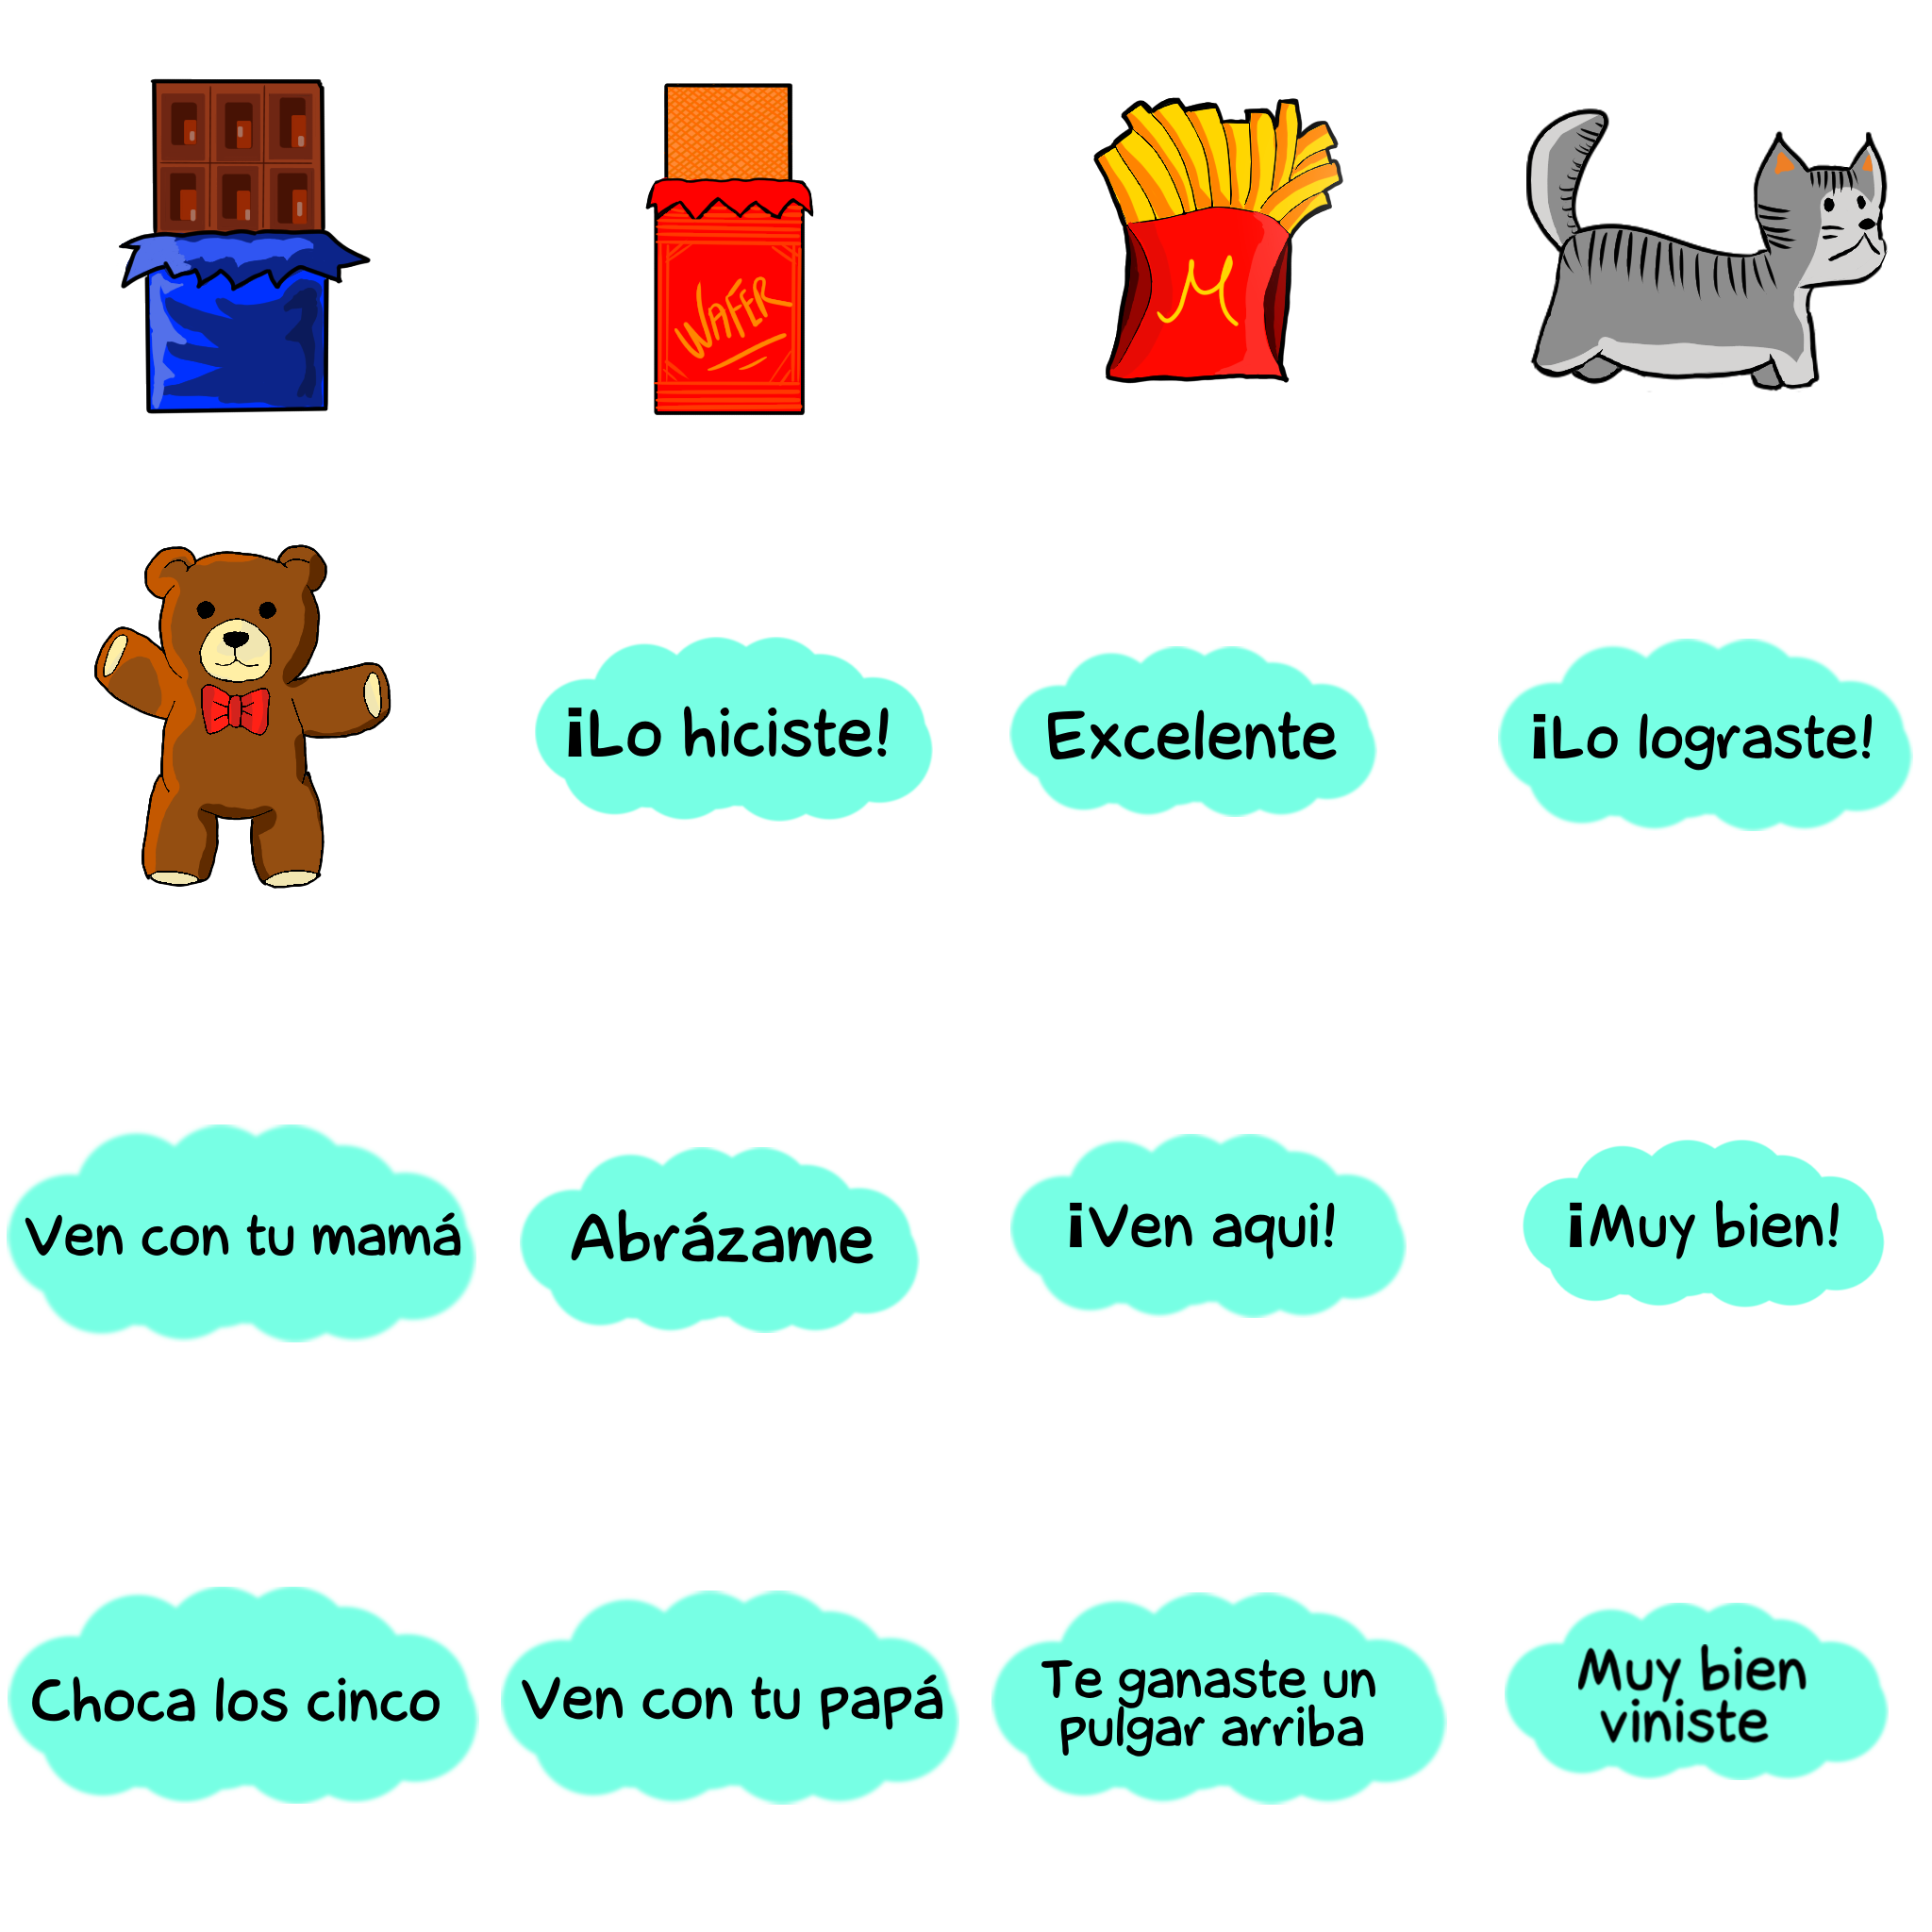 WAFER
M
¡Lo hiciste!
Excelente
¡Lo lograste!
Ven con tu mamá
Abrázame
¡Ven aqui!
¡Muy bien!
Choca los cinco
Ven con tu papá
Te ganaste un
pulgar arriba
Muy bien
viniste